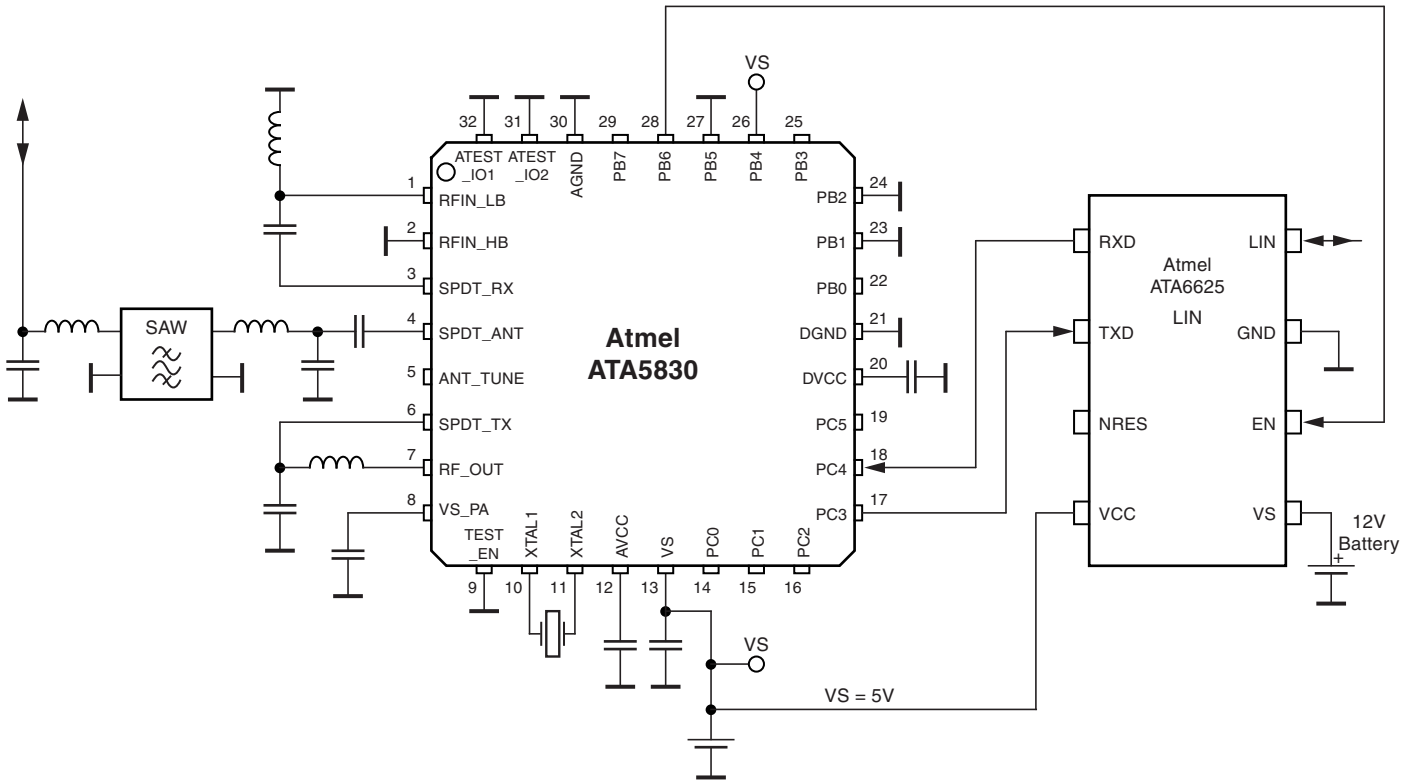 VS
32
31
30
29
28
27
26
25
ATEST
_IO1
ATEST
_IO2
AGND
PB7
PB6
PB5
PB4
PB3
1
RFIN_LB
2
RFIN_HB
3
SPDT_RX
4
SPDT_ANT
5
ANT_TUNE
6
SPDT_TX
7
RF_OUT
8
VS_PA
SAW
Atmel
ATA5830
24
PB2
23
PB1
22
PB0
21
DGND
20
DVCC
19
PC5
18
PC4
17
PC3
TEST
_EN
XTAL1
XTAL2
AVCC
VS
PC0
PC1
PC2
9
10
11
12
13
14
15
16
VS
VS = 5V
RXD
TXD
NRES
VCC
Atmel
ATA6625
LIN
LIN
GND
EN
VS
12V
Battery
+